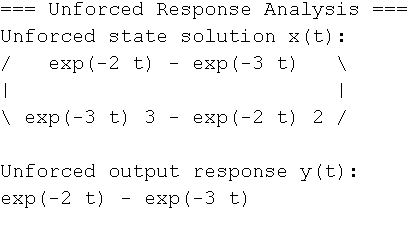 === Unforced Response Analysis ===
Unforced state solution x(t):
/   exp(-2 t) - exp(-3 t)   \
|                           |
\ exp(-3 t) 3 - exp(-2 t) 2 /

Unforced output response y(t):
exp(-2 t) - exp(-3 t)